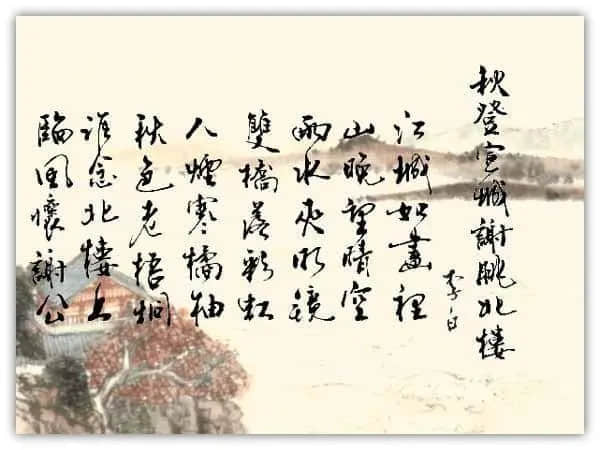 秋登宣城謝朓北樓
李白
江城如畫裡
山晚望晴空
兩水夾明鏡
雙橋落彩虹
人煙寒橘柚
秋色老梧桐
誰念北樓上
臨風懷謝公